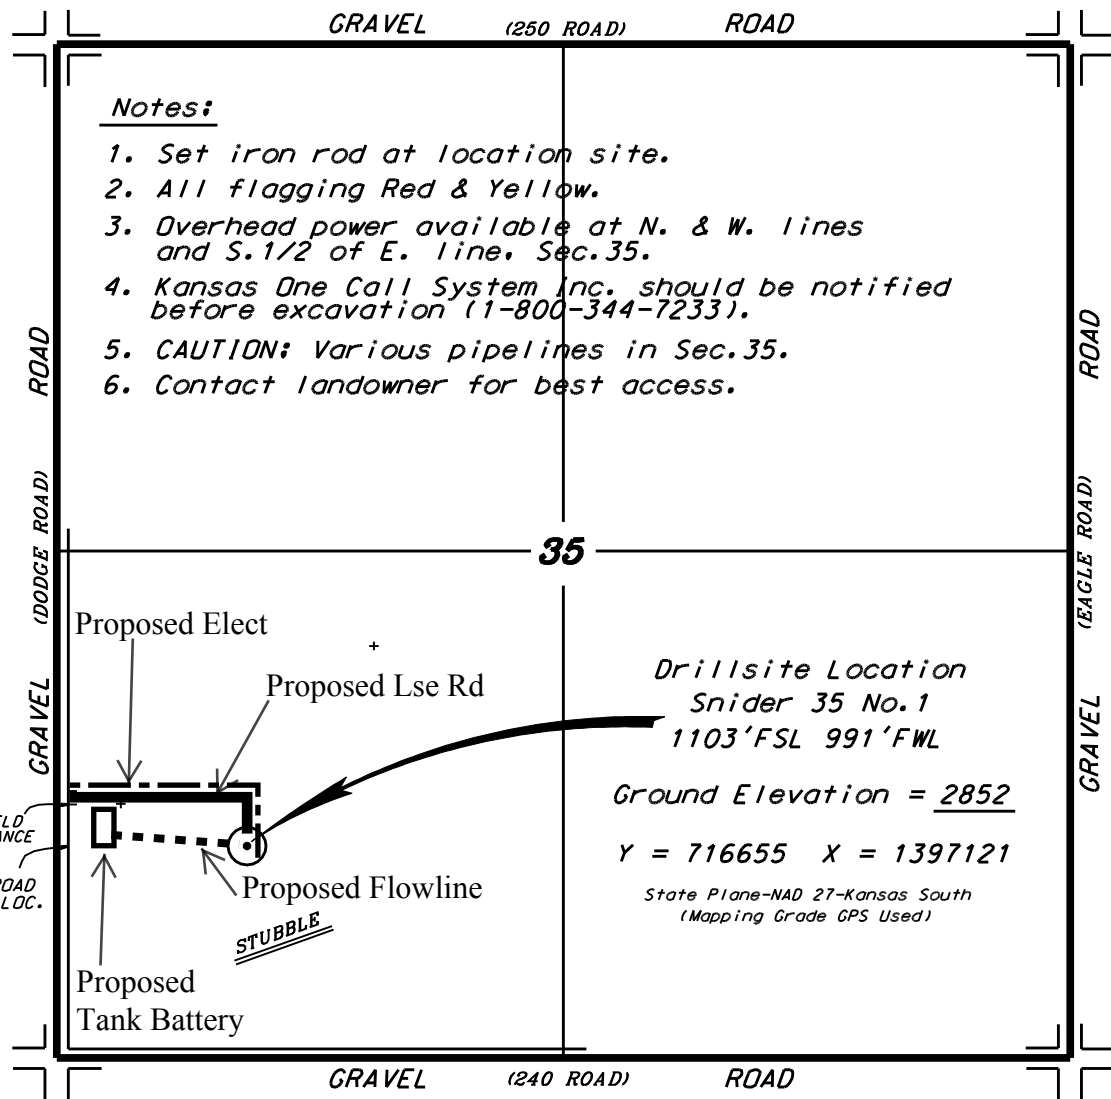 GRAVEL (250 ROAD) ROAD
Notes:
1. Set iron rod at location site.
2. All flagging Red & Yellow.
3. Overhead power available at N. & W. lines
and S.1/2 of E. line, Sec.35.
4. Kansas One Call System Inc. should be notified
before excavation (1-800-344-7233).
5. CAUTION: Various pipelines in Sec.35.
6. Contact landowner for best access.
ROAD
(DODGE ROAD)
GRAVEL
ROAD
(EAGLE ROAD)
GRAVEL
35
Proposed Elect
Proposed Lse Rd
Drillsite Location
Snider 35 No.1
1103'FSL 991'FWL
Ground Elevation = 2852
Y = 716655 X = 1397121
State Plane-NAD 27-Kansas South
(Mapping Grade GPS Used)
Proposed Flowline
STUBBLE
Proposed
Tank Battery
LOC.
GRAVEL (240 ROAD) ROAD